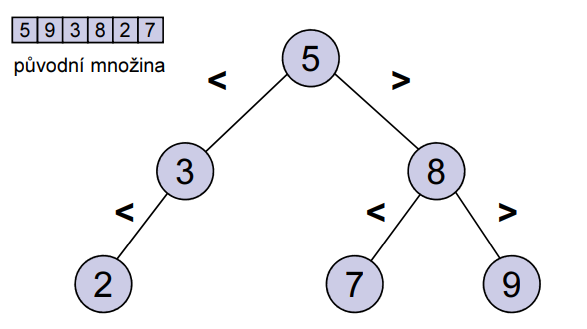 5 9 3 8 2 7
původní množina
5
< >
3 8
< < >
2 7 9